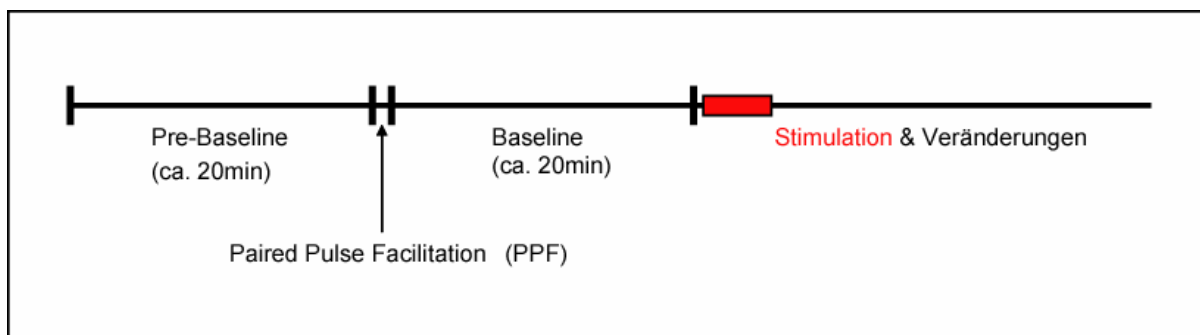 Pre-Baseline
(ca. 20min)
Baseline
(ca. 20min)
Stimulation & Veränderungen
Paired Pulse Facilitation (PPF)